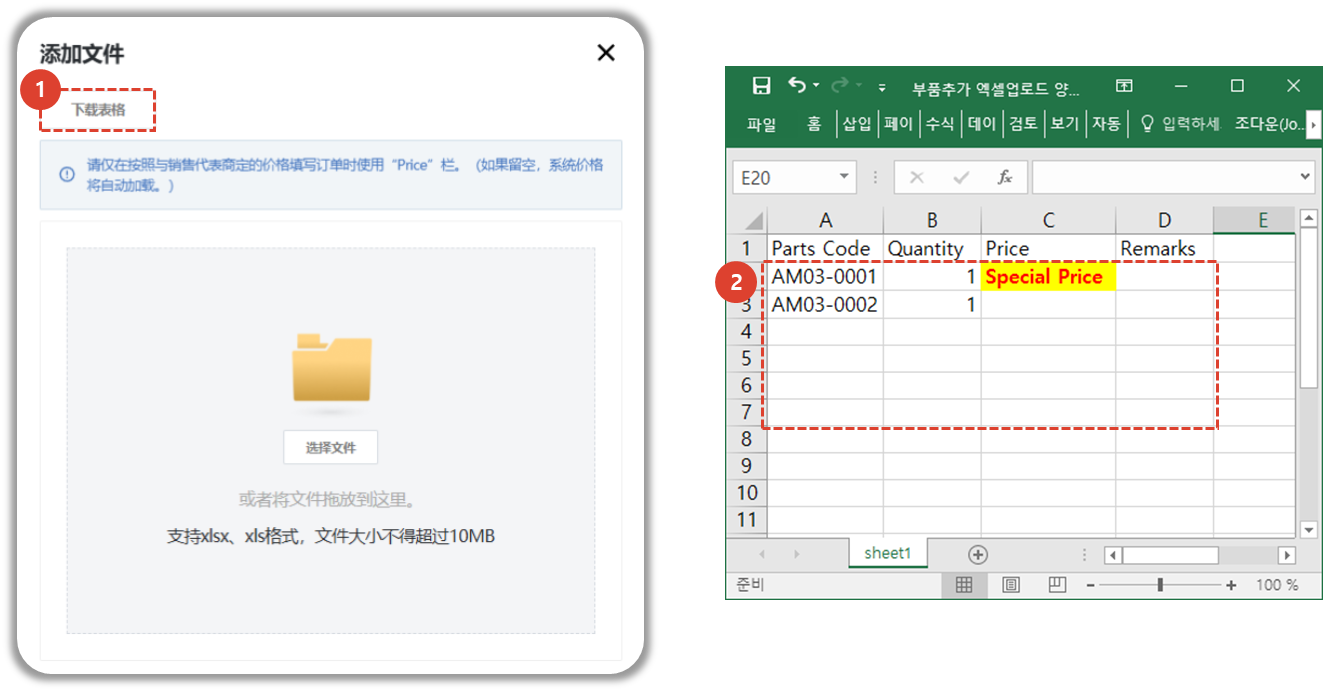 添加文件
1
下载表格
请仅在按照与销售代表商定的价格填写订单时使用“Price”栏。（如果留空，系统价格
将自动加载。）
选择文件
或者将文件拖放到这里。
支持xlsx、xls格式，文件大小不得超过10MB
부품추가 엑셀업로드 양...
파일 홈 삽입 페이 수식 데이 검토 보기 자동 입력하세 조다운(Jo...
E20 fx
A B C D E
1 Parts Code Quantity Price Remarks
2 AM03-0001 1 Special Price
3 AM03-0002 1
4
5
6
7
8
9
10
11
sheet1
준비 100 %